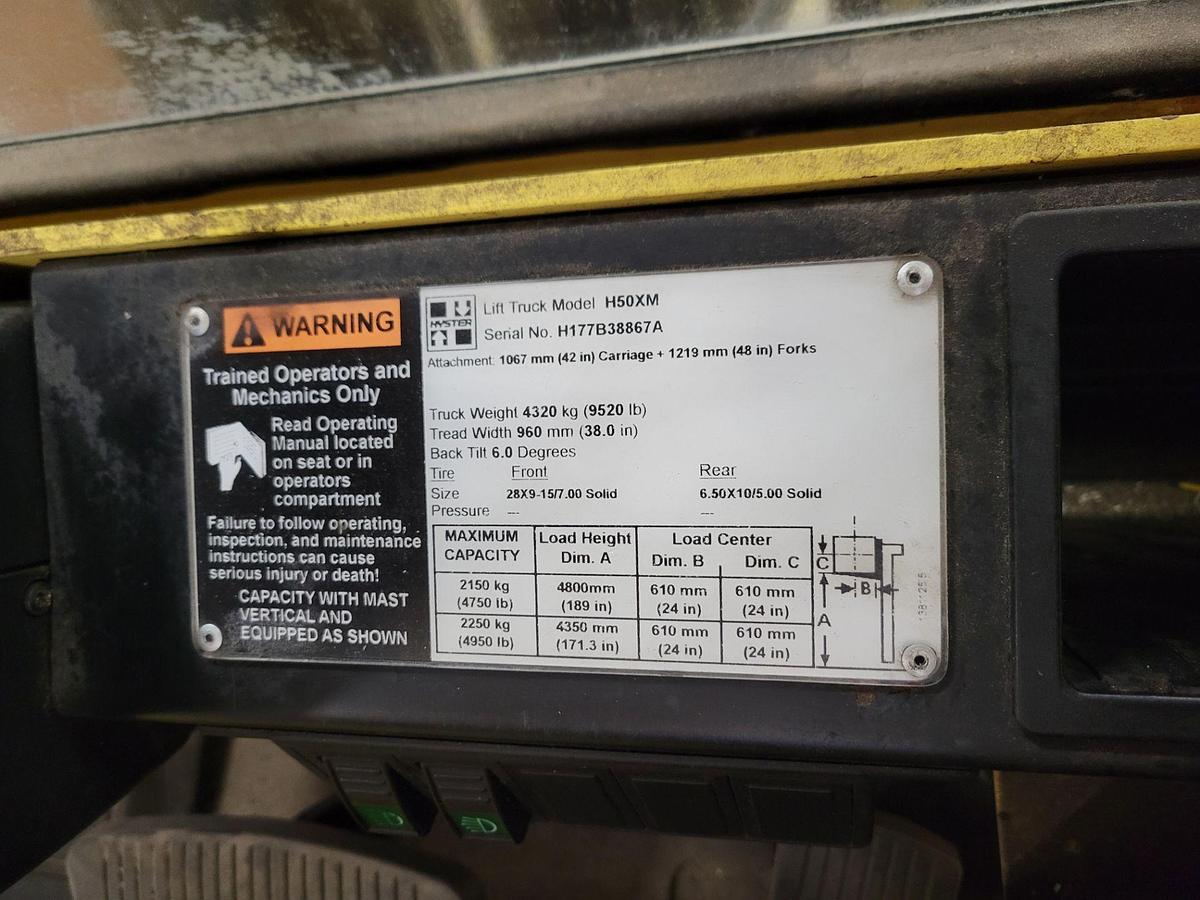 WARNING
Trained Operators and
Mechanics Only
Read Operating
Manual located
on seat or in
operators
compartment
Failure to follow operating,
inspection, and maintenance
instructions can cause
serious injury or death!
CAPACITY WITH MAST
VERTICAL AND
EQUIPPED AS SHOWN
HYSTER
Lift Truck Model H50XM
Serial No. H177B38867A
Attachment: 1067 mm (42 in) Carriage + 1219 mm (48 in) Forks
Truck Weight 4320 kg (9520 lb)
Tread Width 960 mm (38.0 in)
Back Tilt 6.0 Degrees
Tire Front Rear
Size 28X9-15/7.00 Solid 6.50X10/5.00 Solid
Pressure --- ---
MAXIMUM CAPACITY Load Height Dim. A Load Center Dim. B Dim. C
2150 kg (4750 lb) 4800mm (189 in) 610 mm (24 in) 610 mm (24 in)
2250 kg (4950 lb) 4350 mm (171.3 in) 610 mm (24 in) 610 mm (24 in)
C
B
A